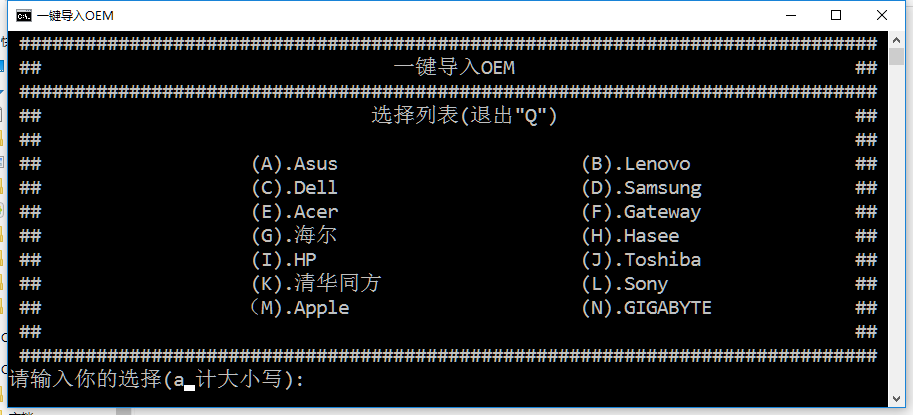 一键导入OEM
##############################################################################
## 一键导入OEM ##
##############################################################################
## 选择列表(退出"Q") ##
## ##
## (A).Asus (B).Lenovo ##
## (C).Dell (D).Samsung ##
## (E).Acer (F).Gateway ##
## (G).海尔 (H).Hasee ##
## (I).HP (J).Toshiba ##
## (K).清华同方 (L).Sony ##
## (M).Apple (N).GIGABYTE ##
## ##
##############################################################################
请输入你的选择(a_计大小写):